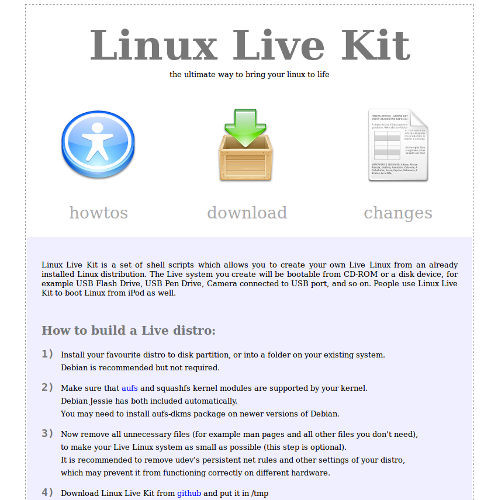 Linux Live Kit
the ultimate way to bring your linux to life
howtos
download
changes
Linux Live Kit is a set of shell scripts which allows you to create your own Live Linux from an already
installed Linux distribution. The Live system you create will be bootable from CD-ROM or a disk device, for
example USB Flash Drive, USB Pen Drive, Camera connected to USB port, and so on. People use Linux Live
Kit to boot Linux from iPod as well.
How to build a Live distro:
1) Install your favourite distro to disk partition, or into a folder on your existing system.
Debian is recommended but not required.
2) Make sure that aufs and squashfs kernel modules are supported by your kernel.
Debian Jessie has both included automatically.
You may need to install aufs-dkms package on newer versions of Debian.
3) Now remove all unnecessary files (for example man pages and all other files you don't need),
to make your Live Linux system as small as possible (this step is optional).
It is recommended to remove udev's persistent net rules and other settings of your distro,
which may prevent it from functioning correctly on different hardware.
4) Download Linux Live Kit from github and put it in /tmp